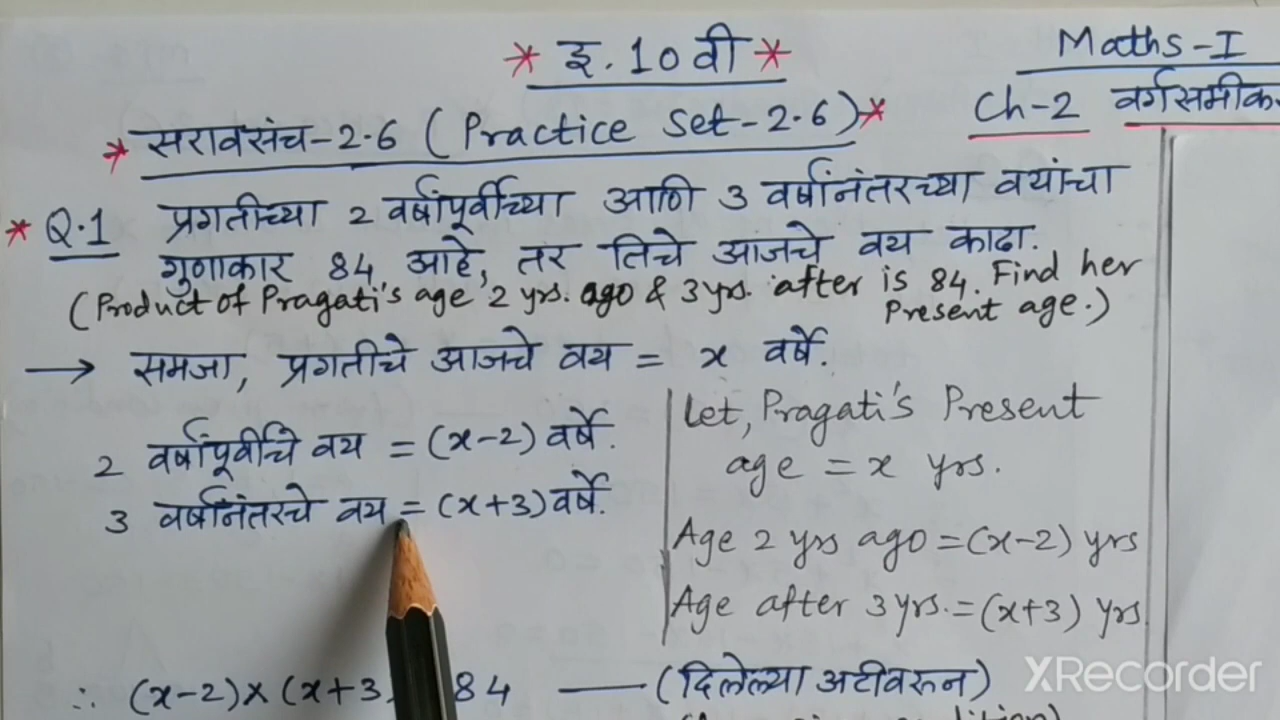 * इ. 10 वी *
Maths-I
Ch-2 वर्गसमीक
* सरावसंच-2.6 (Practice Set-2.6) *
* Q.1 प्रगतीच्या 2 वर्षांपूर्वीच्या आणि 3 वर्षांनंतरच्या वयांचा
गुणाकार 84 आहे, तर तिचे आजचे वय काढा.
(Product of Pragati's age 2 yrs. ago & 3 yrs. after is 84. Find her
Present age.)
→ समजा, प्रगतीचे आजचे वय = x वर्षे.
2 वर्षांपूर्वीचे वय = (x-2) वर्षे.
3 वर्षांनंतरचे वय = (x+3) वर्षे.
Let, Pragati's Present
age = x yrs.
Age 2 yrs ago = (x-2) yrs
Age after 3 yrs. = (x+3) yrs
∴ (x-2)×(x+3 84 — (दिलेल्या अटीवरून)
XRecorder